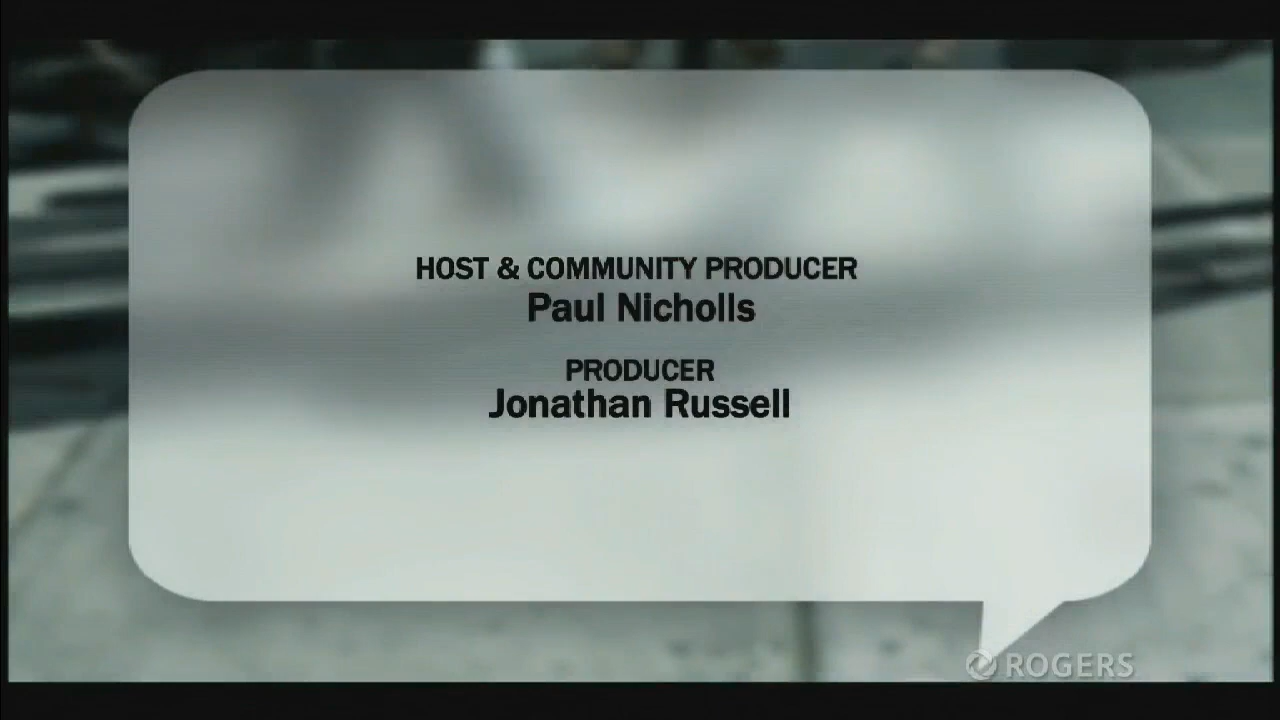 HOST & COMMUNITY PRODUCER
Paul Nicholls
PRODUCER
Jonathan Russell
ROGERS